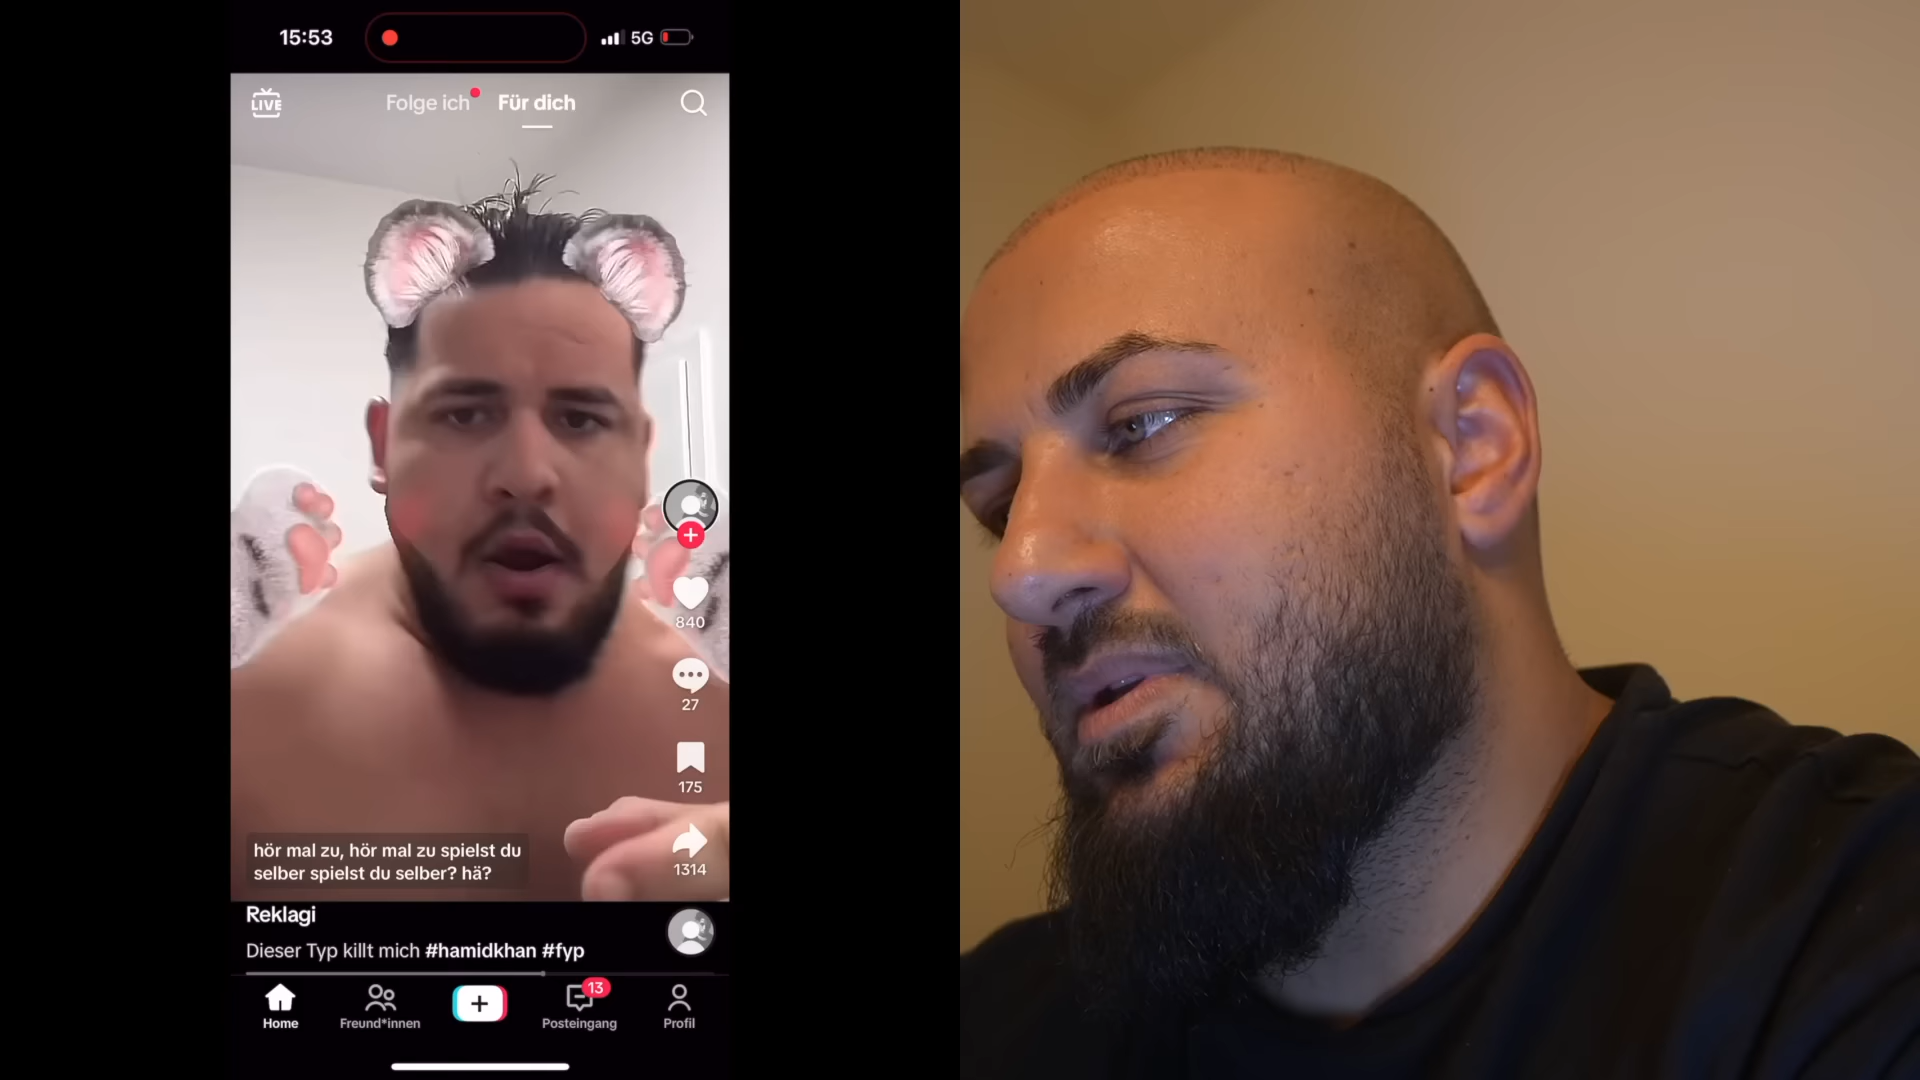 15:53
5G
LIVE
Folge ich
Für dich
840
27
175
1314
hör mal zu, hör mal zu spielst du
selber spielst du selber? hä?
Reklagi
Dieser Typ killt mich #hamidkhan #fyp
13
Home
Freund*innen
Posteingang
Profil